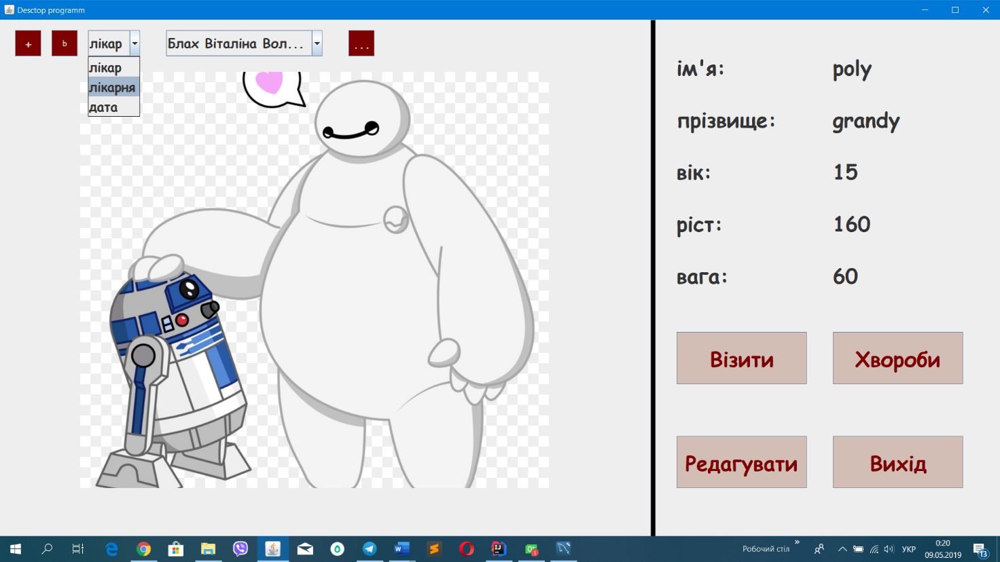 Desctop programm
+
b
лікар
Блах Віталіна Вол...
...
лікар
лікарня
дата
ім'я: poly
прізвище: grandy
вік: 15
ріст: 160
вага: 60
Візити
Хвороби
Редагувати
Вихід
Робочий стіл
»
УКР
0:20
09.05.2019
13